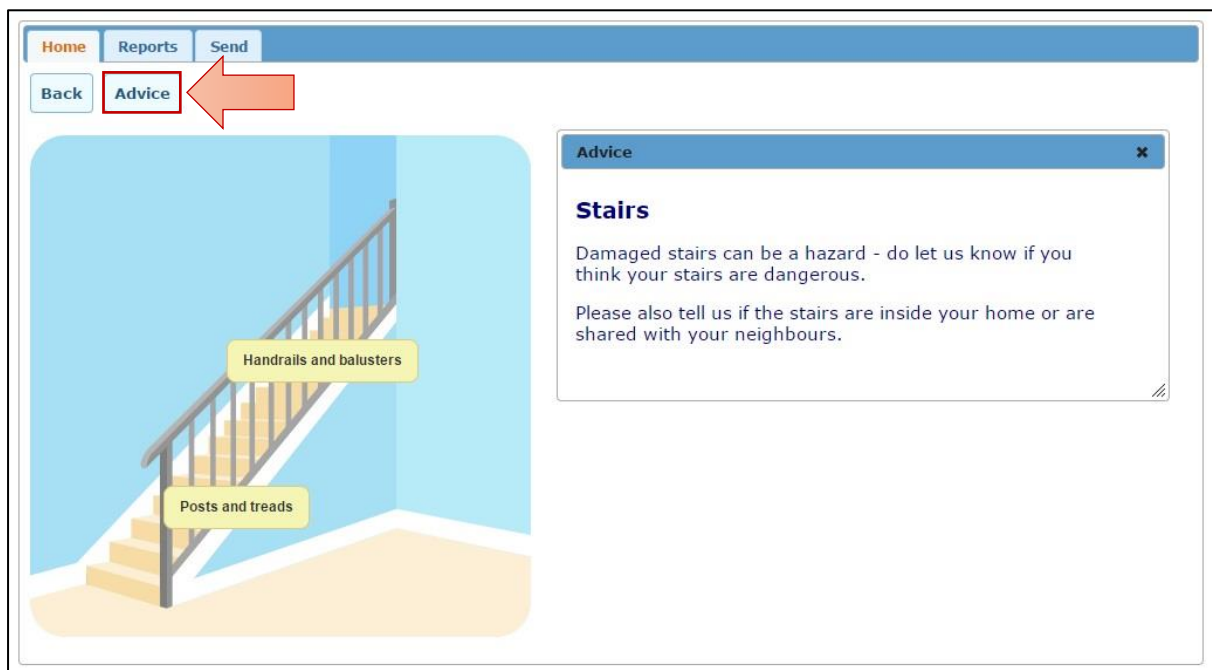 Home Reports Send
Back Advice
Advice
Stairs
Damaged stairs can be a hazard - do let us know if you
think your stairs are dangerous.
Please also tell us if the stairs are inside your home or are
shared with your neighbours.
Handrails and balusters
Posts and treads